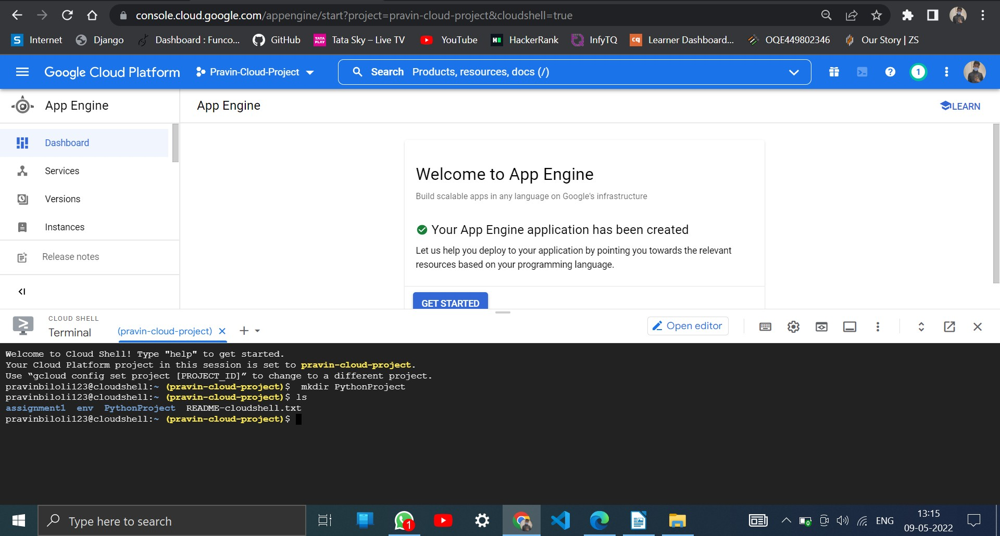 console.cloud.google.com/appengine/start?project=pravin-cloud-project&cloudshell=true
S Internet Django Dashboard : Funco... GitHub TATA PLAY Tata Sky – Live TV YouTube H HackerRank InfyTQ cq Learner Dashboard... OQE449802346 Our Story | ZS
Google Cloud Platform Pravin-Cloud-Project Search Products, resources, docs (/) ? 1
App Engine
App Engine
LEARN
Dashboard
Services
Versions
Instances
Release notes
Welcome to App Engine
Build scalable apps in any language on Google's infrastructure
Your App Engine application has been created
Let us help you deploy to your application by pointing you towards the relevant
resources based on your programming language.
GET STARTED
CLOUD SHELL
Terminal (pravin-cloud-project) Open editor
Welcome to Cloud Shell! Type "help" to get started.
Your Cloud Platform project in this session is set to pravin-cloud-project.
Use “gcloud config set project [PROJECT_ID]” to change to a different project.
pravinbiloli123@cloudshell:~ (pravin-cloud-project)$  mkdir PythonProject
pravinbiloli123@cloudshell:~ (pravin-cloud-project)$ ls
assignment1  env  PythonProject  README-cloudshell.txt
pravinbiloli123@cloudshell:~ (pravin-cloud-project)$
Type here to search 1 ENG 13:15
09-05-2022